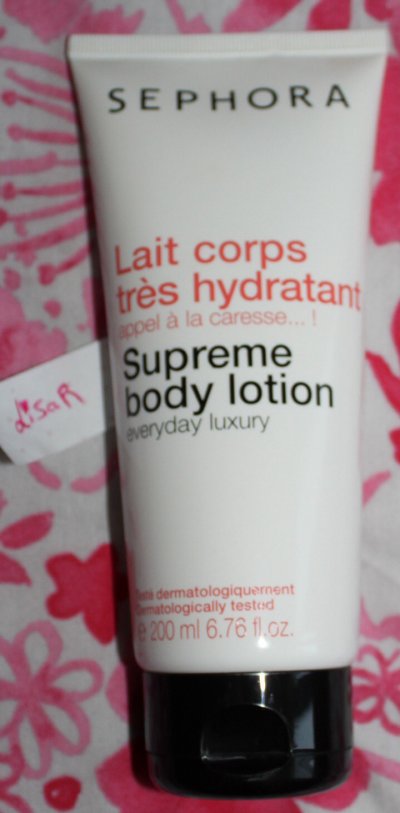 SEPHORA
Lait corps
très hydratant
appel à la caresse... !
Supreme
body lotion
everyday luxury
LiSaR
Testé dermatologiquement
Dermatologically tested
e 200 ml 6.76 fl.oz.